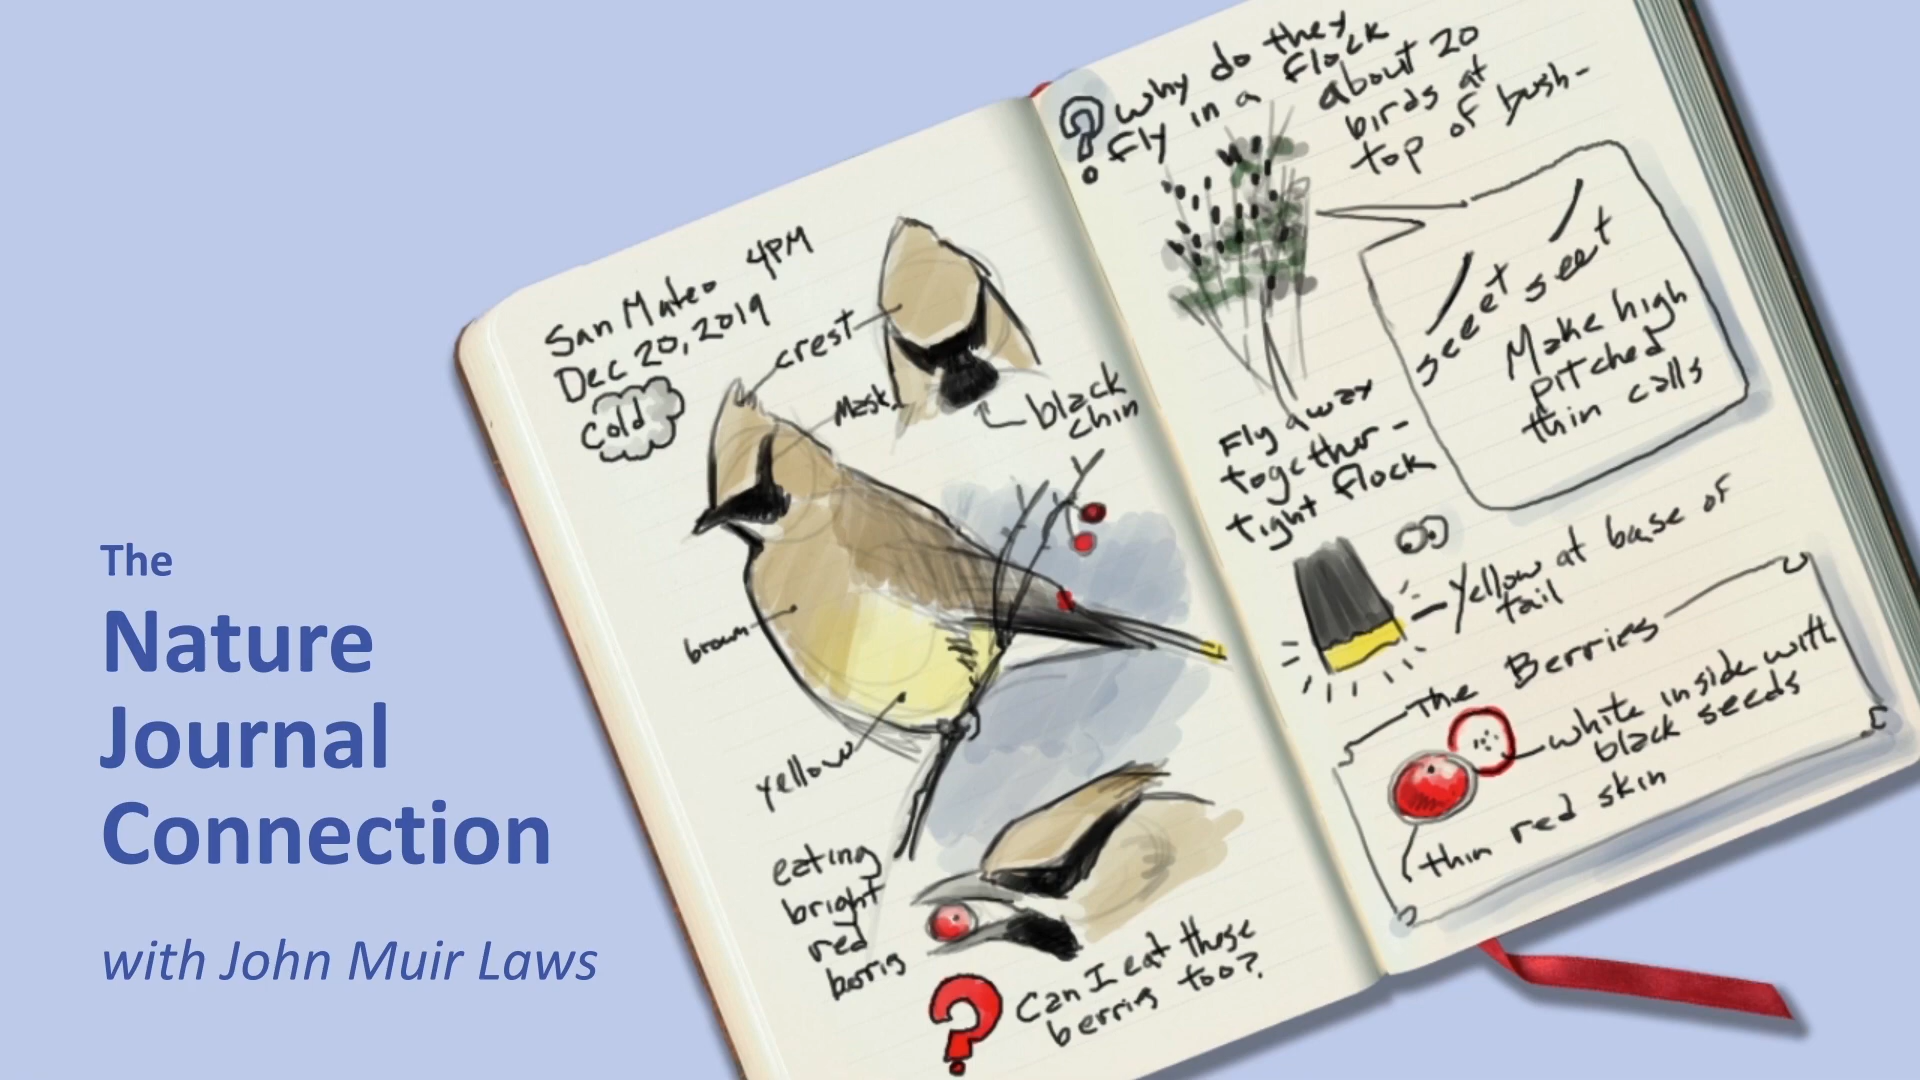 The
Nature
Journal
Connection
with John Muir Laws
San Mateo 4PM
Dec 20, 2019
cold
crest
Mask
black
chin
brown
yellow
eating
bright
red
berris
Can I eat those
berries too?
? Why do they
fly in a flock
about 20
birds at
top of bush-
seeet seet
Make high
pitched
thin calls
Fly away
together-
tight flock
Yellow at base of
tail
The Berries
white inside with
black seeds
thin red skin